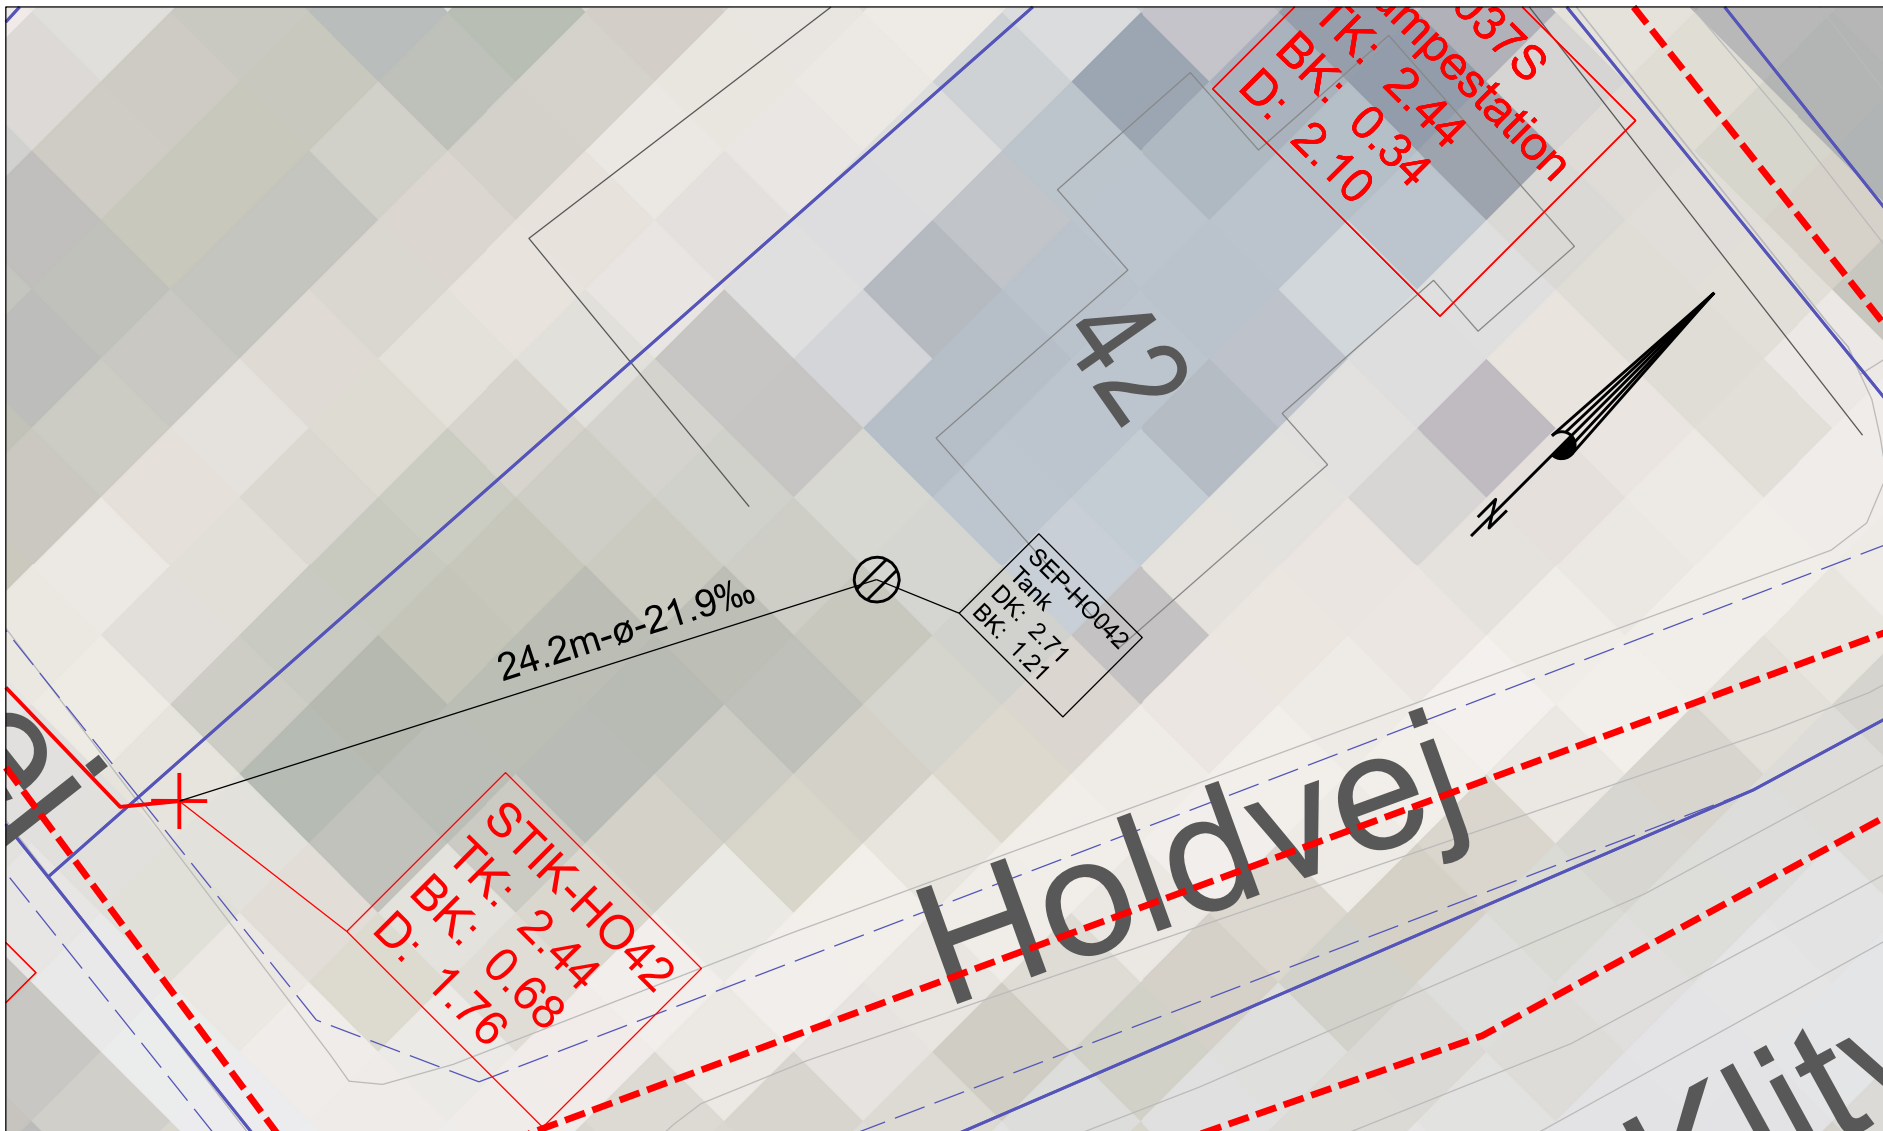 037S
TK: 2.44
BK: 0.34
D: 2.10
42
N
24.2m-ø-21.9‰
SEP-HO042
Tank
DK: 2.71
BK: 1.21
STIK-HO42
TK: 2.44
BK: 0.68
D: 1.76
Holdvej